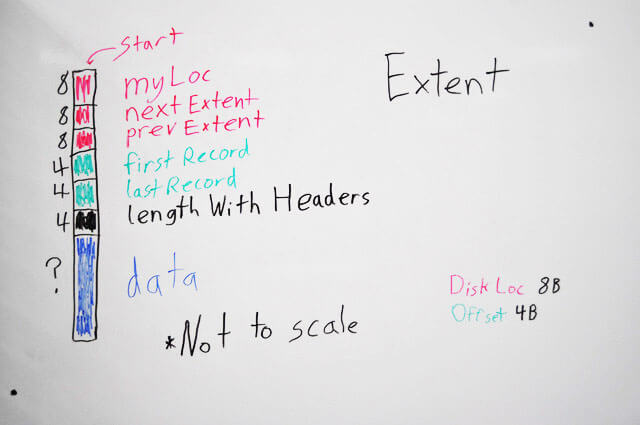 Start
Extent
8 myLoc
8 next Extent
8 prev Extent
4 first Record
4 last Record
4 length With Headers
? data
Disk Loc 8B
Offset 4B
*Not to scale